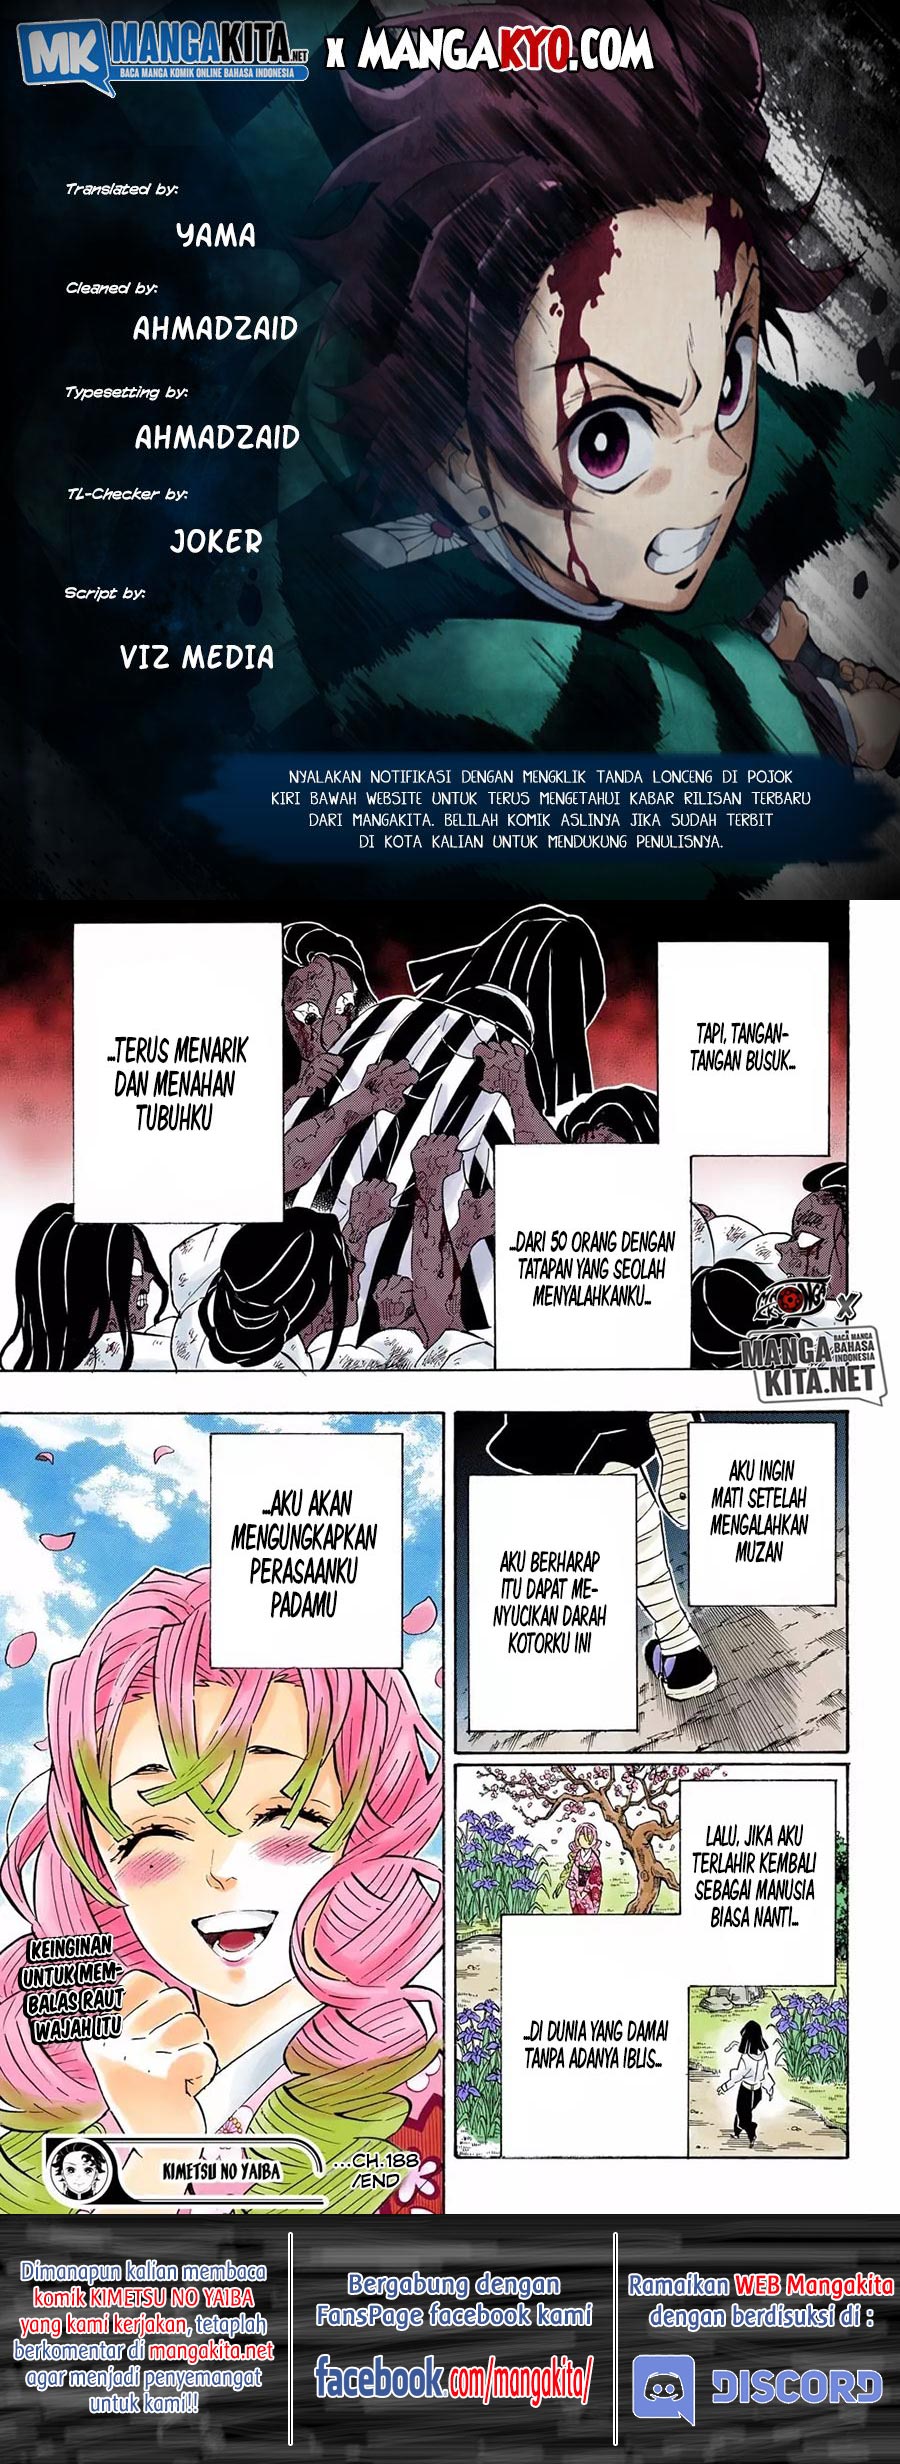 MK MANGAKITA.NET
BACA MANGA KOMIK ONLINE BAHASA INDONESIA
X MANGAKYO.COM
Translated by:
YAMA
Cleaned by:
AHMADZAID
Typesetting by:
AHMADZAID
TL-Checker by:
JOKER
Script by:
VIZ MEDIA
NYALAKAN NOTIFIKASI DENGAN MENGKLIK TANDA LONCENG DI POJOK
KIRI BAWAH WEBSITE UNTUK TERUS MENGETAHUI KABAR RILISAN TERBARU
DARI MANGAKITA. BELILAH KOMIK ASLINYA JIKA SUDAH TERBIT
DI KOTA KALIAN UNTUK MENDUKUNG PENULISNYA.
TAPI, TANGAN-
TANGAN BUSUK...
...DARI 50 ORANG DENGAN
TATAPAN YANG SEOLAH
MENYALAHKANKU...
...TERUS MENARIK
DAN MENAHAN
TUBUHKU
X
MANGA
BACA MANGA
BAHASA
INDONESIA
KITA.NET
AKU INGIN
MATI SETELAH
MENGALAHKAN
MUZAN
AKU BERHARAP
ITU DAPAT ME-
NYUCIKAN DARAH
KOTORKU INI
LALU, JIKA AKU
TERLAHIR KEMBALI
SEBAGAI MANUSIA
BIASA NANTI...
...DI DUNIA YANG DAMAI
TANPA ADANYA IBLIS...
...AKU AKAN
MENGUNGKAPKAN
PERASAANKU
PADAMU
KEINGINAN
UNTUK MEM-
BALAS RAUT
WAJAH ITU
KIMETSU NO YAIBA
...CH.188
/END
Dimanapun kalian membaca
komik KIMETSU NO YAIBA
yang kami kerjakan, tetaplah
berkomentar di mangakita.net
agar menjadi penyemangat
untuk kami!!
Bergabung dengan
FansPage facebook kami
facebook.com/mangakita/
Ramaikan WEB Mangakita
dengan berdisuksi di :
DISCORD